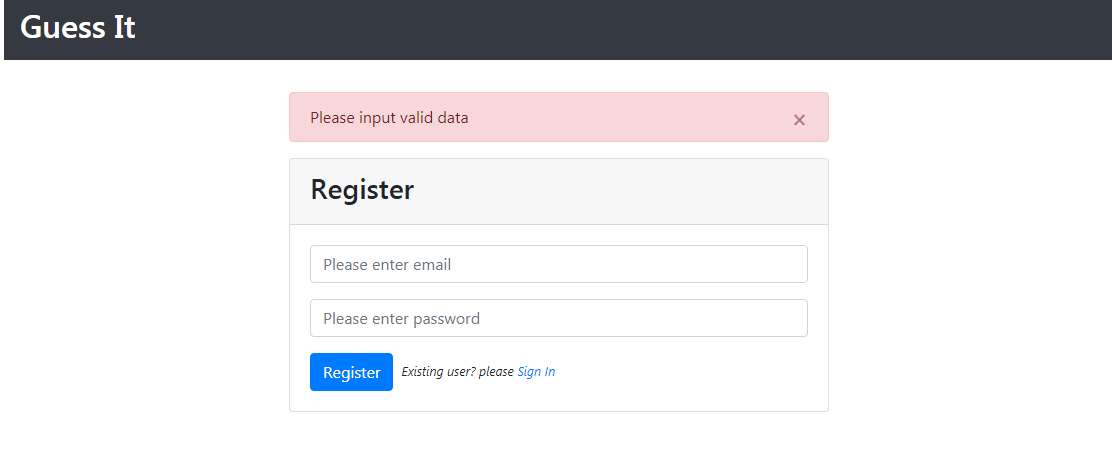 Guess It
Please input valid data ×
Register
Please enter email
Please enter password
Register Existing user? please Sign In